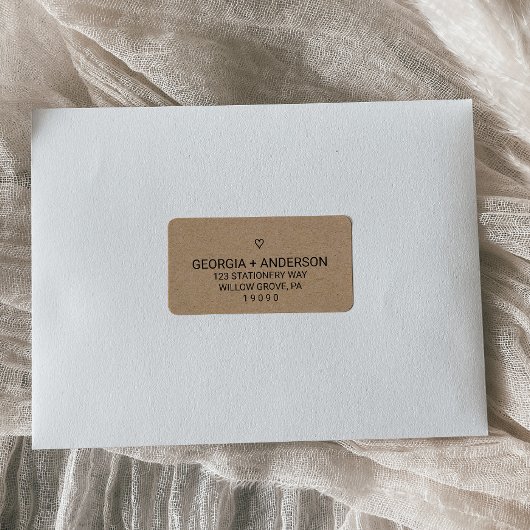 GEORGIA + ANDERSON
123 STATIONERY WAY
WILLOW GROVE, PA
19090